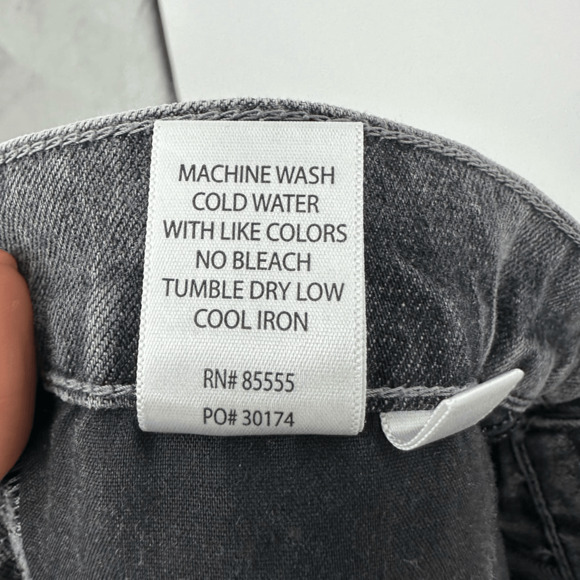 MACHINE WASH
COLD WATER
WITH LIKE COLORS
NO BLEACH
TUMBLE DRY LOW
COOL IRON
RN# 85555
PO# 30174